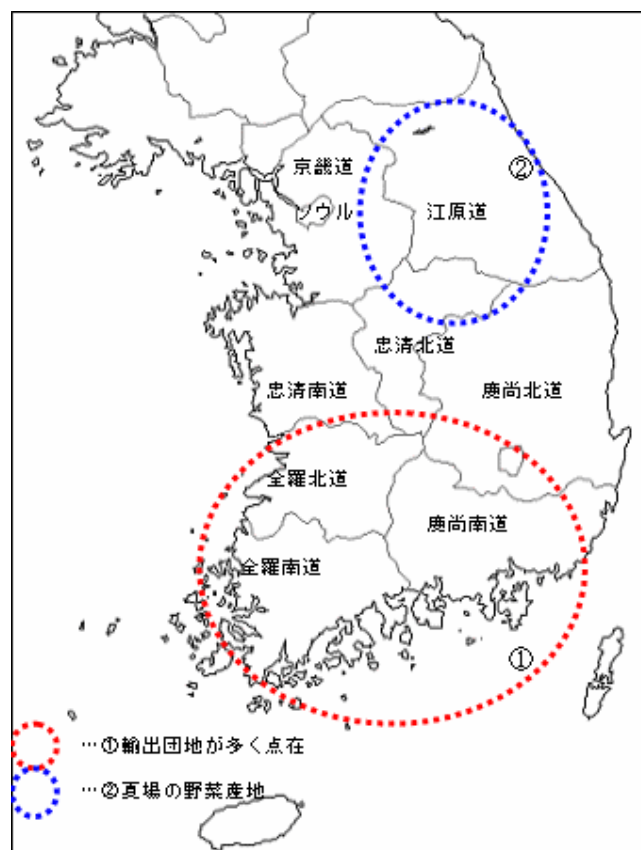 京畿道
②
ソウル
江原道
忠清北道
忠清南道
慶尚北道
全羅北道
慶尚南道
全羅南道
①
…①輸出団地が多く点在
…②夏場の野菜産地